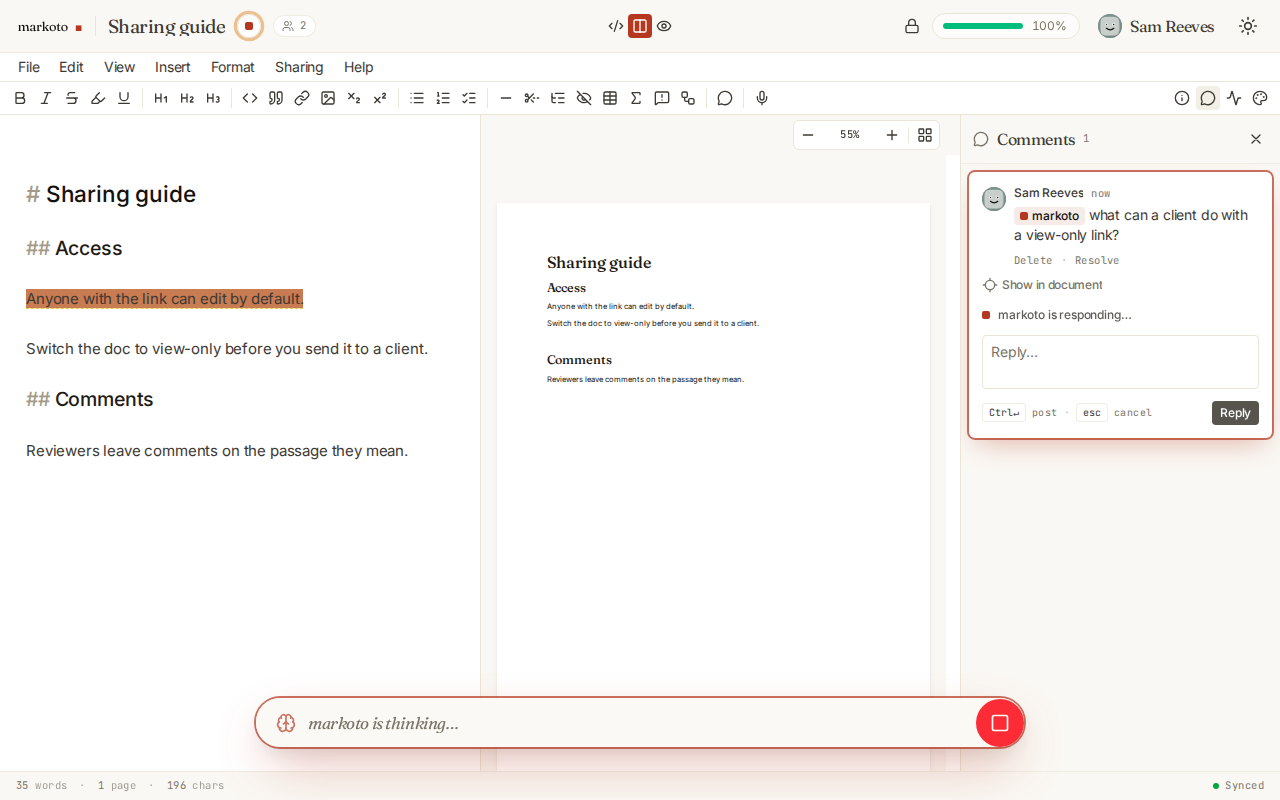 markoto
Sharing guide
2
100%
Sam Reeves
File Edit View Insert Format Sharing Help
H1 H2 H3
55%
Comments 1
# Sharing guide
## Access
Anyone with the link can edit by default.
Switch the doc to view-only before you send it to a client.
## Comments
Reviewers leave comments on the passage they mean.
Sharing guide
Access
Anyone with the link can edit by default.
Switch the doc to view-only before you send it to a client.
Comments
Reviewers leave comments on the passage they mean.
Sam Reeves now
markoto what can a client do with
a view-only link?
Delete · Resolve
Show in document
markoto is responding...
Reply...
Ctrl↵ post · esc cancel
Reply
markoto is thinking...
35 words · 1 page · 196 chars
Synced